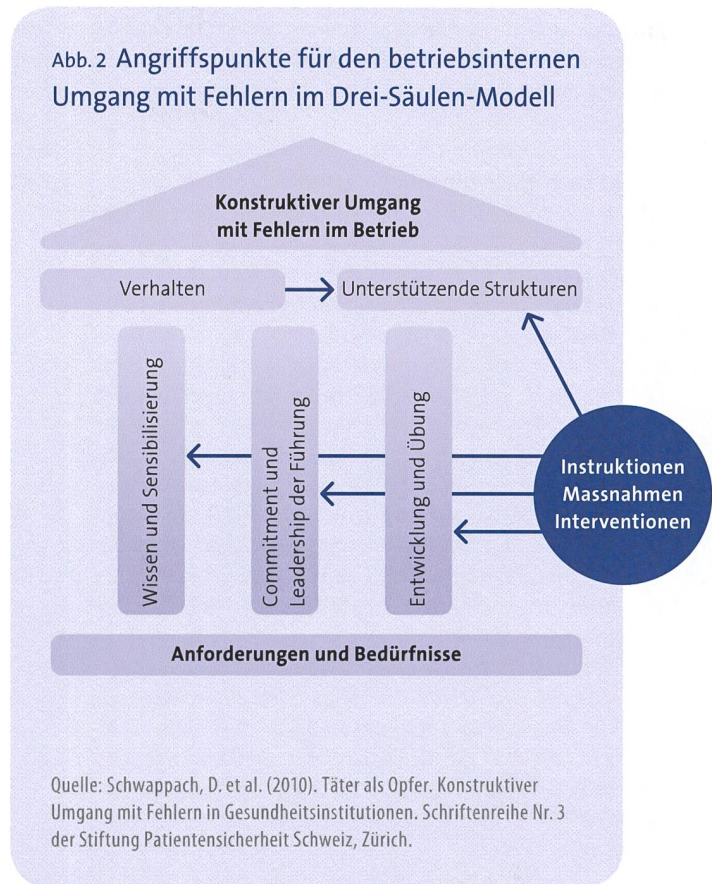 Abb. 2 Angriffspunkte für den betriebsinternen
Umgang mit Fehlern im Drei-Säulen-Modell
Konstruktiver Umgang
mit Fehlern im Betrieb
Verhalten
Unterstützende Strukturen
Wissen und Sensibilisierung
Commitment und
Leadership der Führung
Entwicklung und Übung
Instruktionen
Massnahmen
Interventionen
Anforderungen und Bedürfnisse
Quelle: Schwappach, D. et al. (2010). Täter als Opfer. Konstruktiver
Umgang mit Fehlern in Gesundheitsinstitutionen. Schriftenreihe Nr. 3
der Stiftung Patientensicherheit Schweiz, Zürich.